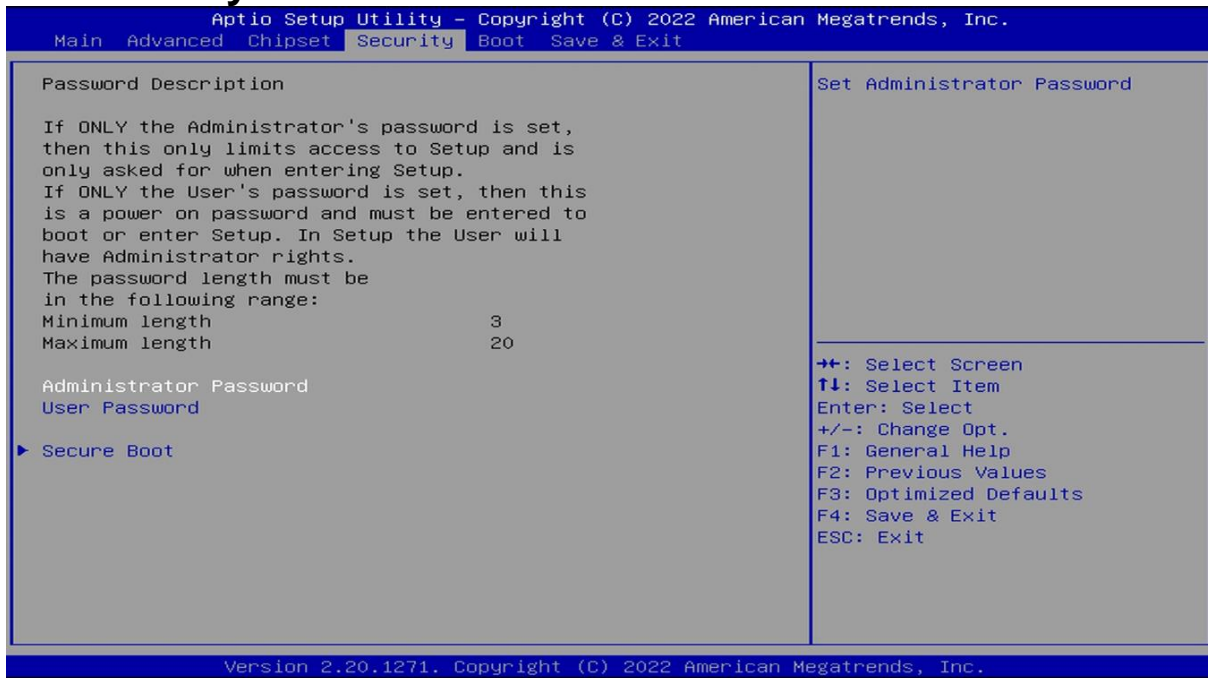 Aptio Setup Utility – Copyright (C) 2022 American Megatrends, Inc.
Main Advanced Chipset Security Boot Save & Exit
Password Description
If ONLY the Administrator's password is set,
then this only limits access to Setup and is
only asked for when entering Setup.
If ONLY the User's password is set, then this
is a power on password and must be entered to
boot or enter Setup. In Setup the User will
have Administrator rights.
The password length must be
in the following range:
Minimum length 3
Maximum length 20
Administrator Password
User Password
▶ Secure Boot
Set Administrator Password
→←: Select Screen
↑↓: Select Item
Enter: Select
+/-: Change Opt.
F1: General Help
F2: Previous Values
F3: Optimized Defaults
F4: Save & Exit
ESC: Exit
Version 2.20.1271. Copyright (C) 2022 American Megatrends, Inc.